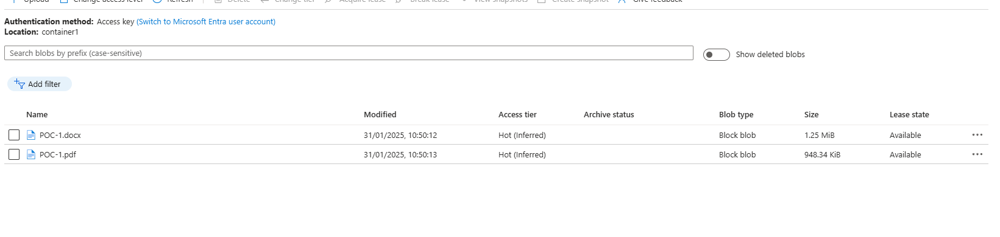 Upload Change access level Refresh Delete Change tier Acquire lease Break lease View snapshots Create snapshot Give feedback
Authentication method: Access key (Switch to Microsoft Entra user account)
Location: container1
Search blobs by prefix (case-sensitive)
Show deleted blobs
Add filter
Name Modified Access tier Archive status Blob type Size Lease state
POC-1.docx 31/01/2025, 10:50:12 Hot (Inferred) Block blob 1.25 MiB Available ...
POC-1.pdf 31/01/2025, 10:50:13 Hot (Inferred) Block blob 948.34 KiB Available ...